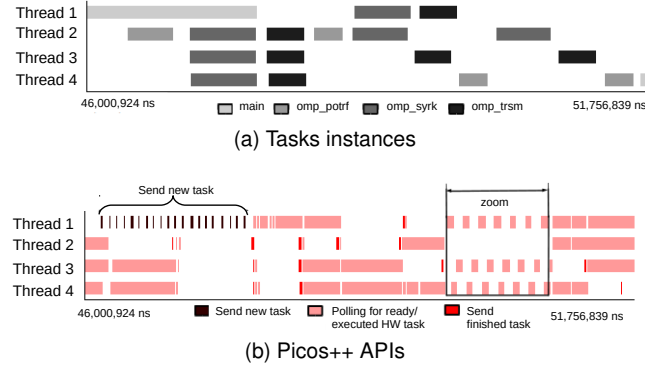 Thread 1
Thread 2
Thread 3
Thread 4
46,000,924 ns
51,756,839 ns
main
omp_potrf
omp_syrk
omp_trsm
(a) Tasks instances
Send new task
zoom
Thread 1
Thread 2
Thread 3
Thread 4
46,000,924 ns
51,756,839 ns
Send new task
Polling for ready/
executed HW task
Send
finished task
(b) Picos++ APIs